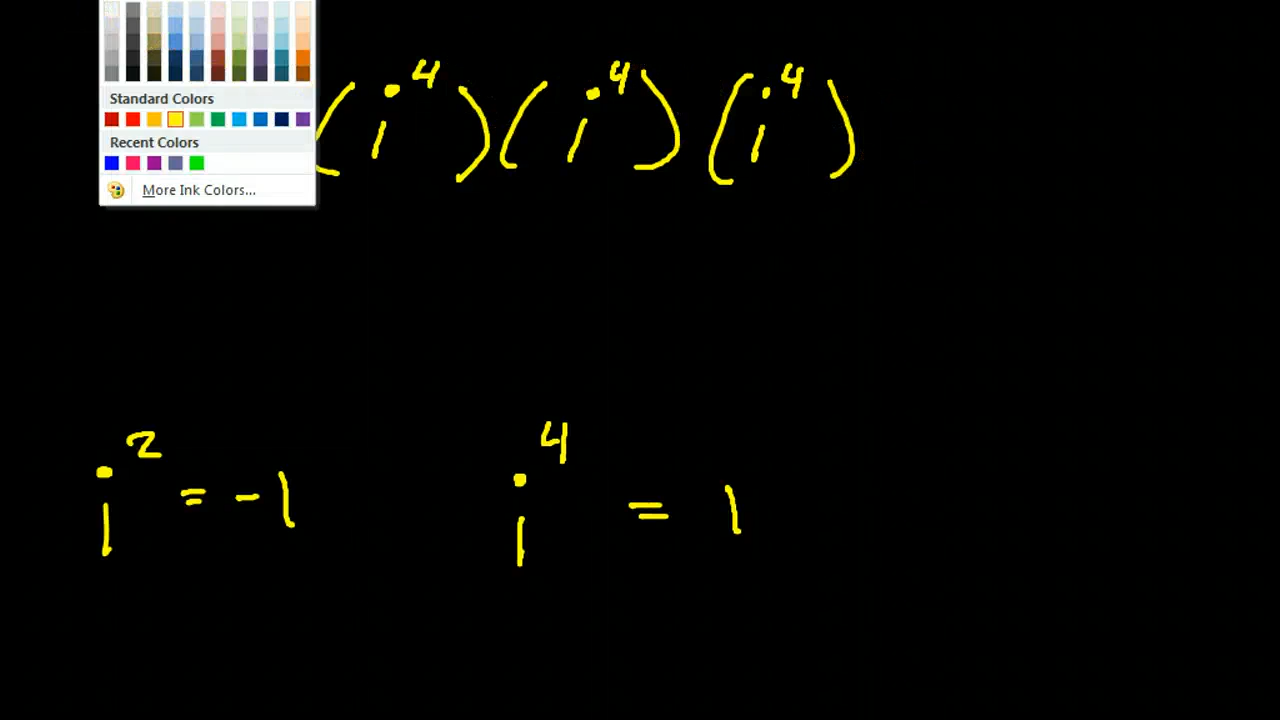 Standard Colors
Recent Colors
More Ink Colors...
(i⁴)(i⁴)(i⁴)
i² = -1
i⁴ = 1